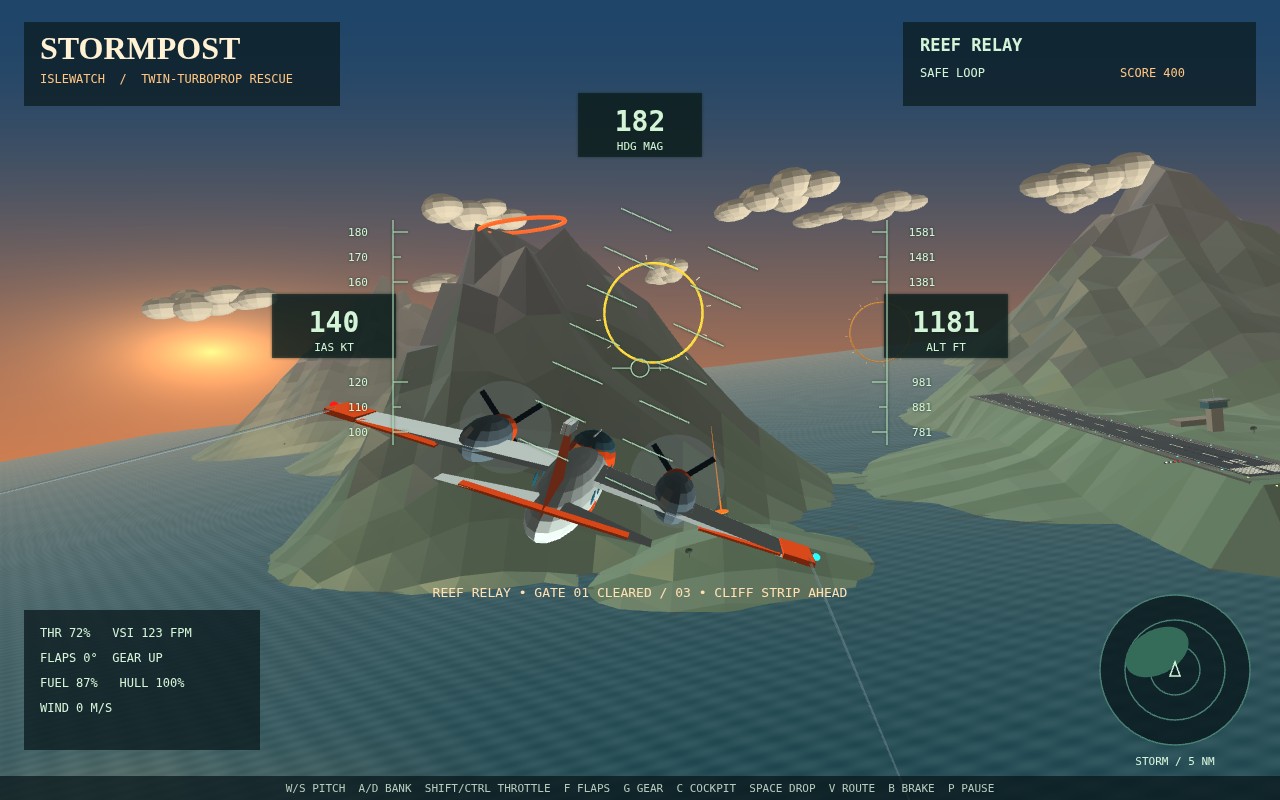 STORMPOST
ISLEWATCH / TWIN-TURBOPROP RESCUE
REEF RELAY
SAFE LOOP SCORE 400
182
HDG MAG
180
170
160
140
IAS KT
120
110
100
1581
1481
1381
1181
ALT FT
981
881
781
REEF RELAY • GATE 01 CLEARED / 03 • CLIFF STRIP AHEAD
THR 72% VSI 123 FPM
FLAPS 0° GEAR UP
FUEL 87% HULL 100%
WIND 0 M/S
STORM / 5 NM
W/S PITCH A/D BANK SHIFT/CTRL THROTTLE F FLAPS G GEAR C COCKPIT SPACE DROP V ROUTE B BRAKE P PAUSE